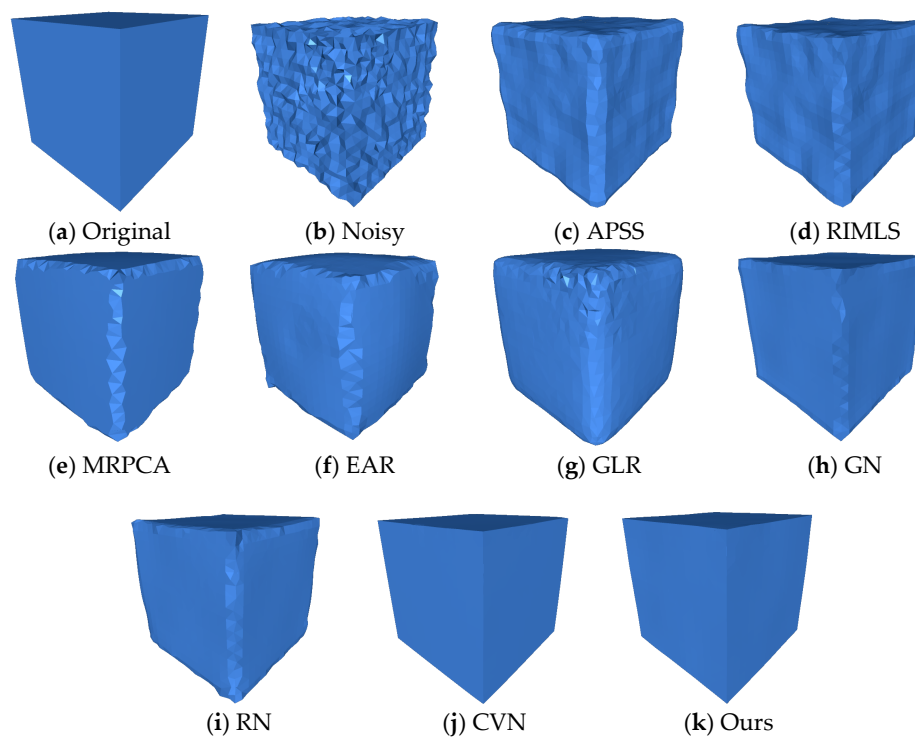 (a) Original
(b) Noisy
(c) APSS
(d) RIMLS
(e) MRPCA
(f) EAR
(g) GLR
(h) GN
(i) RN
(j) CVN
(k) Ours